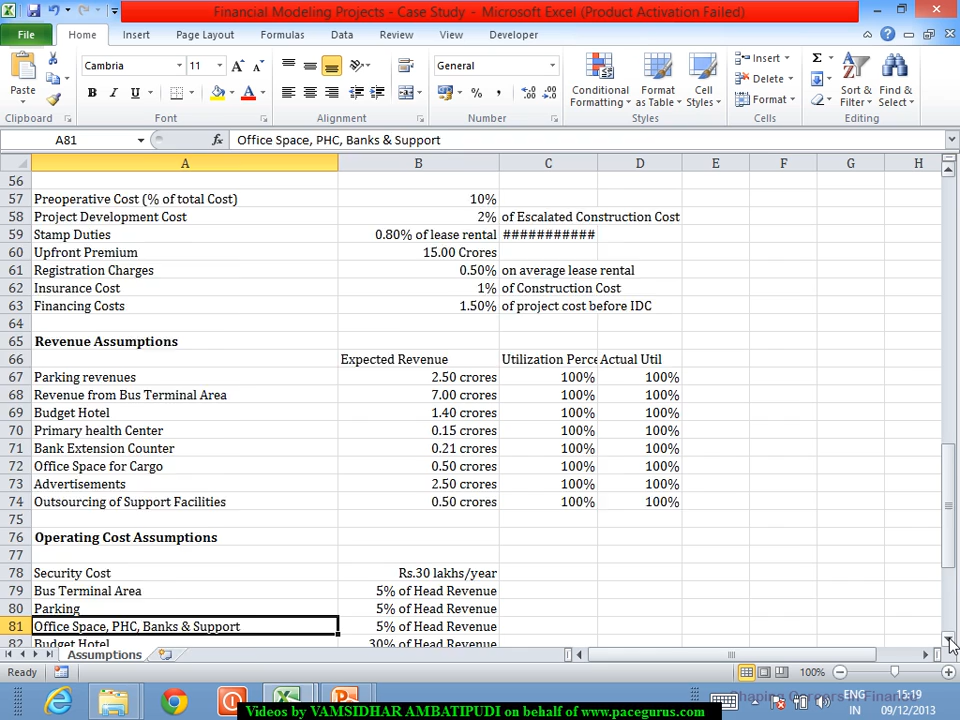 Financial Modeling Projects - Case Study - Microsoft Excel (Product Activation Failed)
File Home Insert Page Layout Formulas Data Review View Developer
Cambria 11 General Insert
Paste Conditional Formatting Format as Table Cell Styles Delete Sort & Filter Find & Select
B I U Format
Clipboard Font Alignment Number Styles Cells Editing
A81 fx Office Space, PHC, Banks & Support
A B C D E F G H
56
57 Preoperative Cost (% of total Cost) 10%
58 Project Development Cost 2% of Escalated Construction Cost
59 Stamp Duties 0.80% of lease rental ###########
60 Upfront Premium 15.00 Crores
61 Registration Charges 0.50% on average lease rental
62 Insurance Cost 1% of Construction Cost
63 Financing Costs 1.50% of project cost before IDC
64
65 Revenue Assumptions
66 Expected Revenue Utilization Perce Actual Util
67 Parking revenues 2.50 crores 100% 100%
68 Revenue from Bus Terminal Area 7.00 crores 100% 100%
69 Budget Hotel 1.40 crores 100% 100%
70 Primary health Center 0.15 crores 100% 100%
71 Bank Extension Counter 0.21 crores 100% 100%
72 Office Space for Cargo 0.50 crores 100% 100%
73 Advertisements 2.50 crores 100% 100%
74 Outsourcing of Support Facilities 0.50 crores 100% 100%
75
76 Operating Cost Assumptions
77
78 Security Cost Rs.30 lakhs/year
79 Bus Terminal Area 5% of Head Revenue
80 Parking 5% of Head Revenue
81 Office Space, PHC, Banks & Support 5% of Head Revenue
82 Budget Hotel 30% of Head Revenue
Assumptions
Ready 100%
Shaping Careers in Finance
ENG 15:19
IN 09/12/2013
Videos by VAMSIDHAR AMBATIPUDI on behalf of www.pacegurus.com